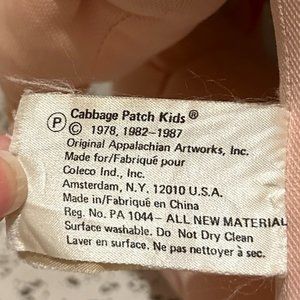 Cabbage Patch Kids®
Ⓟ © 1978, 1982-1987
Original Appalachian Artworks, Inc.
Made for/Fabriqué pour
Coleco Ind., Inc.
Amsterdam, N.Y. 12010 U.S.A.
Made in/Fabriqué en China
Reg. No. PA 1044- ALL NEW MATERIAL
Surface washable. Do Not Dry Clean
Laver en surface. Ne pas nettoyer à sec.